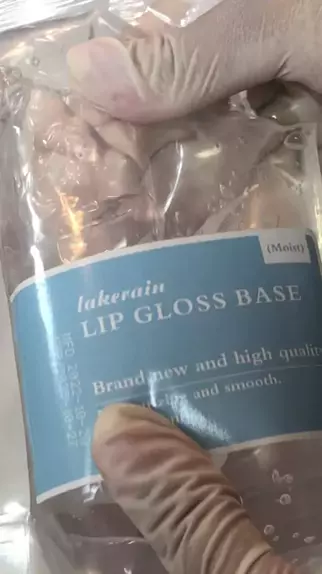 (Moist)
lakerain
LIP GLOSS BASE
Brand new and high quality
and smooth.